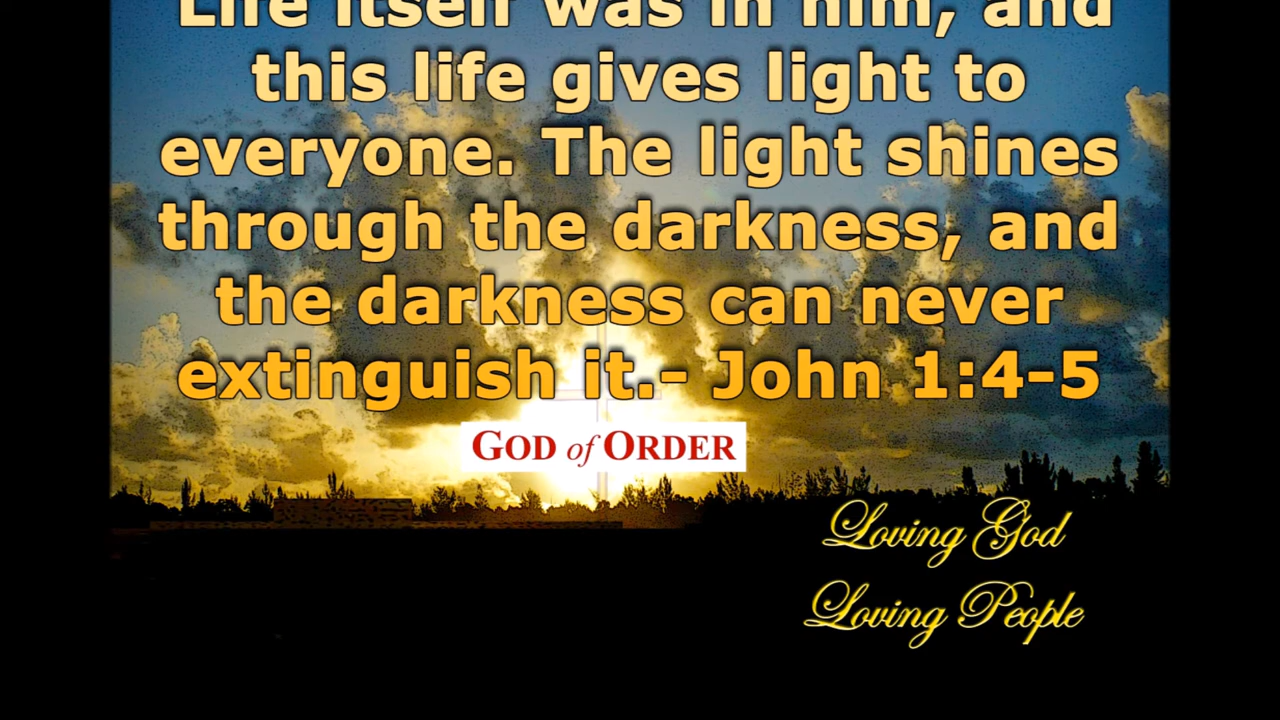 Life itself was in him, and
this life gives light to
everyone. The light shines
through the darkness, and
the darkness can never
extinguish it.- John 1:4-5
GOD of ORDER
Loving God
Loving People